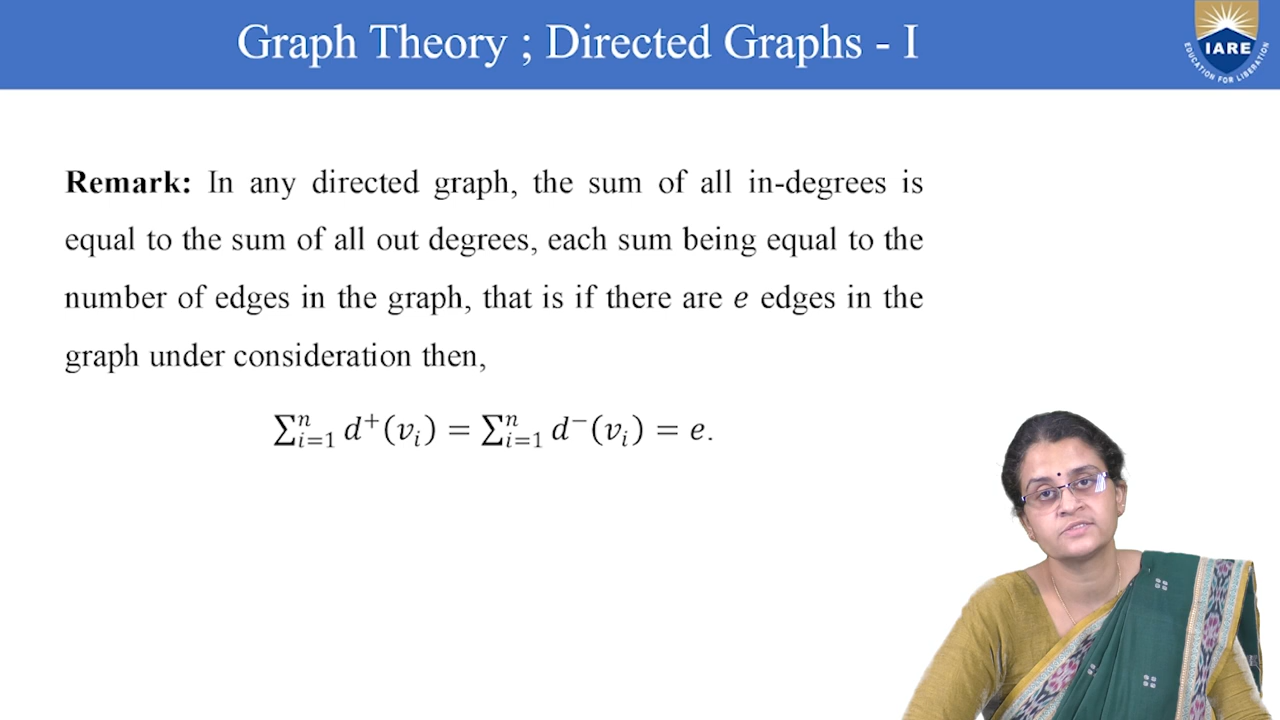 Graph Theory ; Directed Graphs - I
IARE
EDUCATION FOR LIBERATION
Remark: In any directed graph, the sum of all in-degrees is
equal to the sum of all out degrees, each sum being equal to the
number of edges in the graph, that is if there are e edges in the
graph under consideration then,
∑ⁿᵢ₌₁ d⁺(vᵢ) = ∑ⁿᵢ₌₁ d⁻(vᵢ) = e.